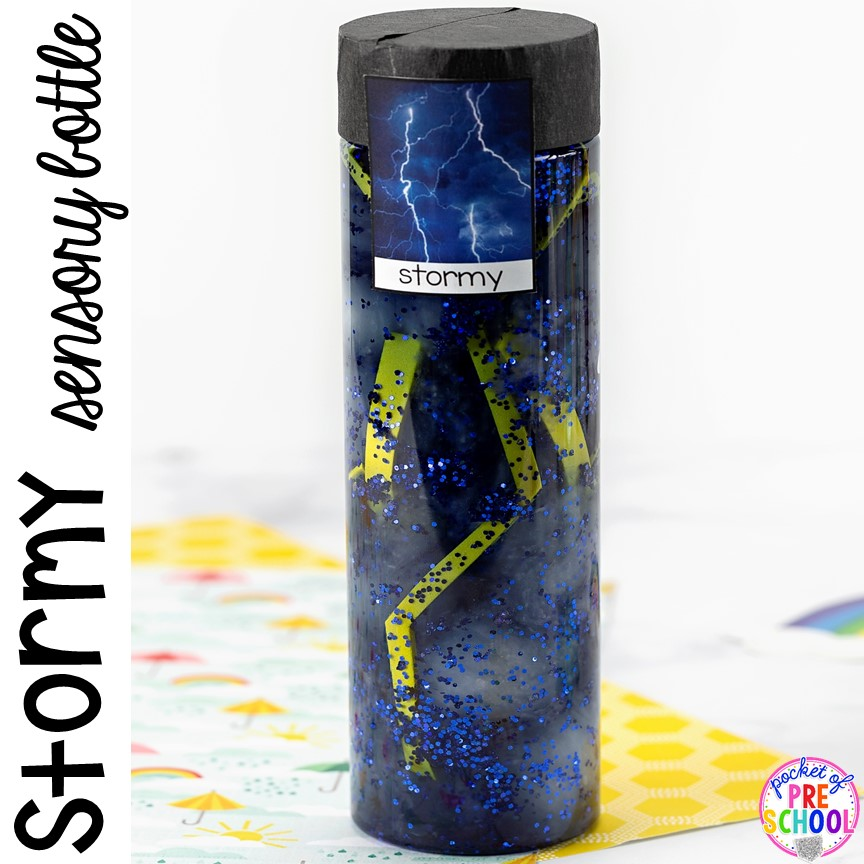 stormy sensory bottle
stormy
pocket of
PRE
SCHOOL